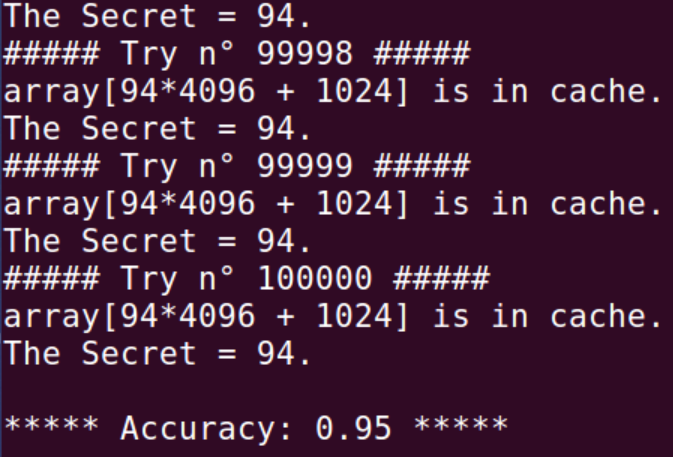 The Secret = 94.
##### Try n° 99998 #####
array[94*4096 + 1024] is in cache.
The Secret = 94.
##### Try n° 99999 #####
array[94*4096 + 1024] is in cache.
The Secret = 94.
##### Try n° 100000 #####
array[94*4096 + 1024] is in cache.
The Secret = 94.
***** Accuracy: 0.95 *****